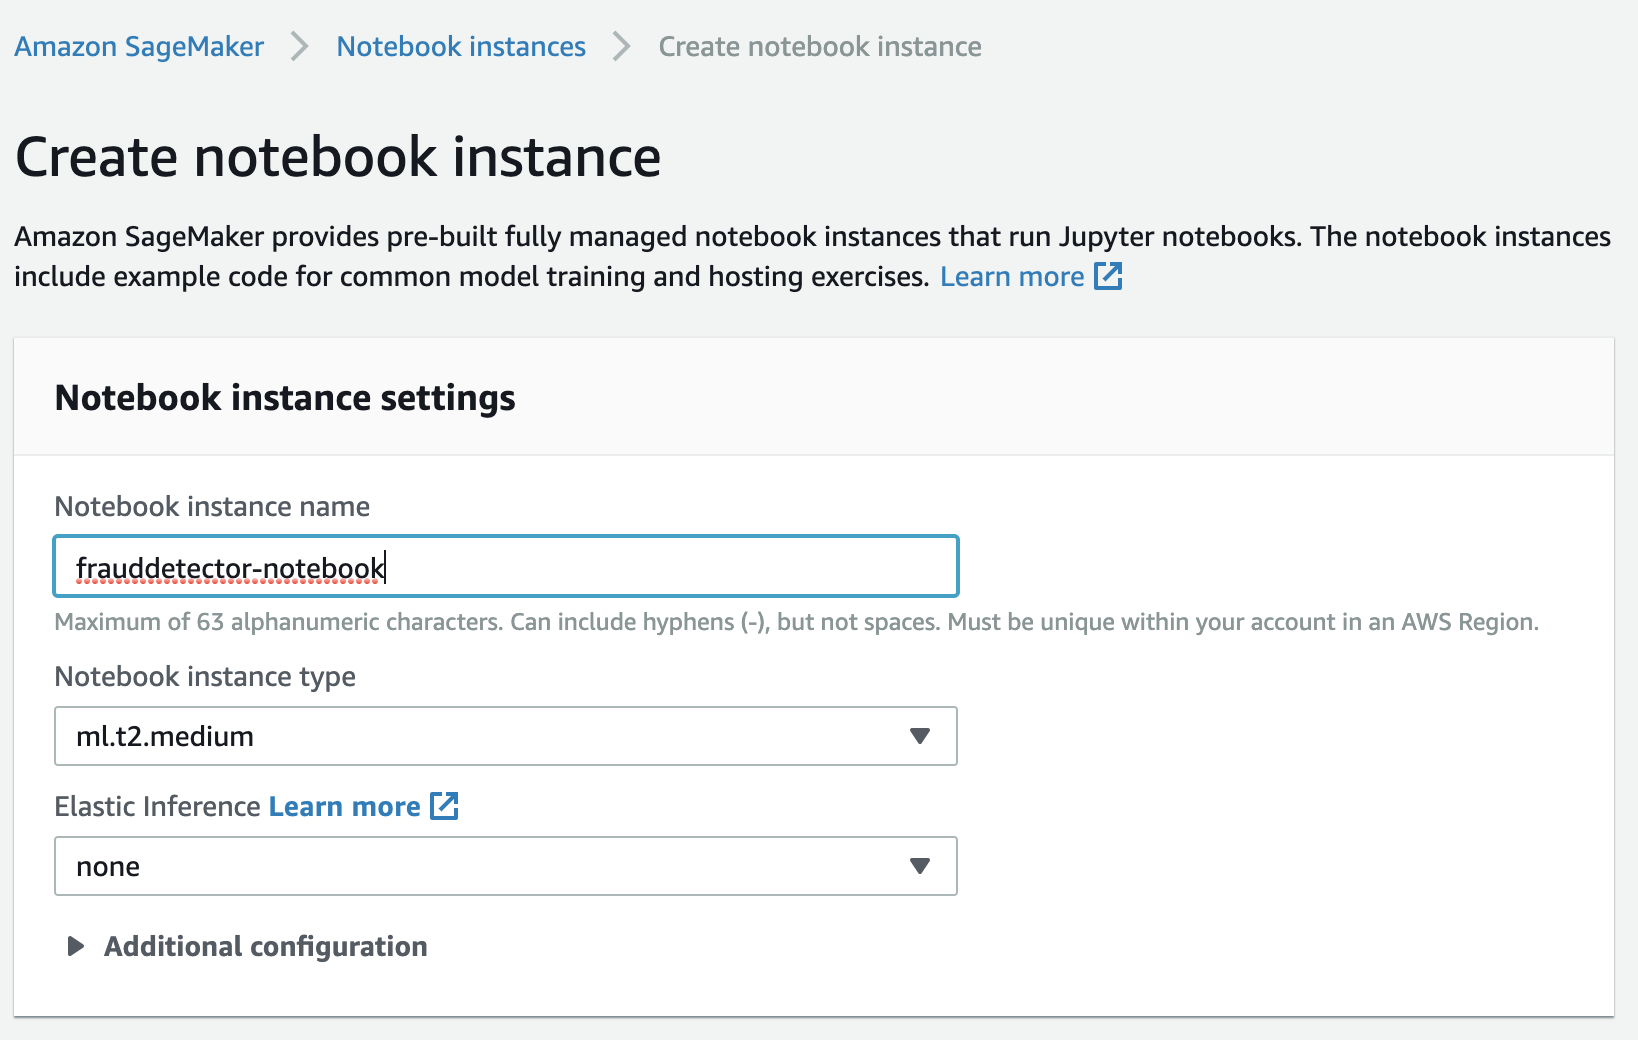 Amazon SageMaker > Notebook instances > Create notebook instance
Create notebook instance
Amazon SageMaker provides pre-built fully managed notebook instances that run Jupyter notebooks. The notebook instances
include example code for common model training and hosting exercises. Learn more
Notebook instance settings
Notebook instance name
frauddetector-notebook
Maximum of 63 alphanumeric characters. Can include hyphens (-), but not spaces. Must be unique within your account in an AWS Region.
Notebook instance type
ml.t2.medium
Elastic Inference Learn more
none
Additional configuration